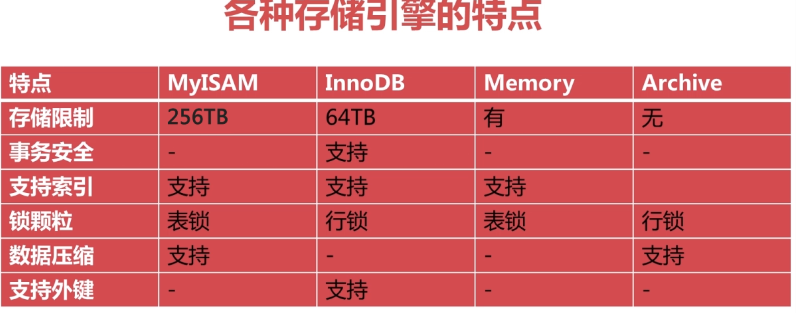 各种存储引擎的特点
特点 MyISAM InnoDB Memory Archive
存储限制 256TB 64TB 有 无
事务安全 - 支持 - -
支持索引 支持 支持 支持
锁颗粒 表锁 行锁 表锁 行锁
数据压缩 支持 - - 支持
支持外键 - 支持 - -